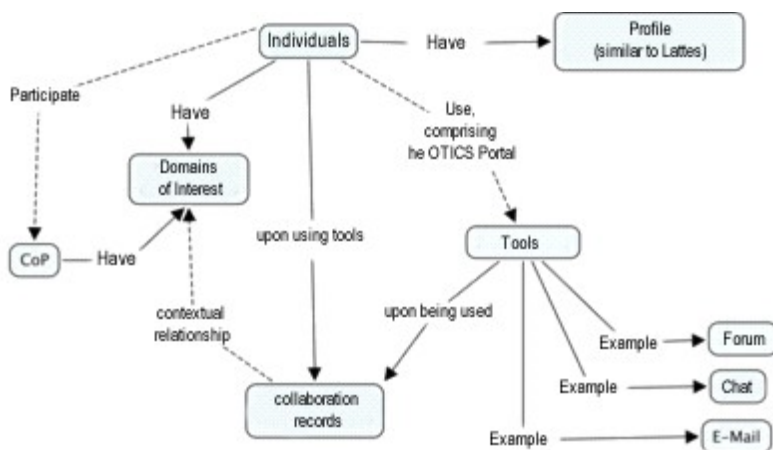 Individuals
Have
Profile
(similar to Lattes)
Participate
Have
Use,
comprising
he OTICS Portal
Domains
of Interest
CoP
Have
upon using tools
Tools
contextual
relationship
upon being used
Example
Forum
Example
Chat
collaboration
records
Example
E-Mail